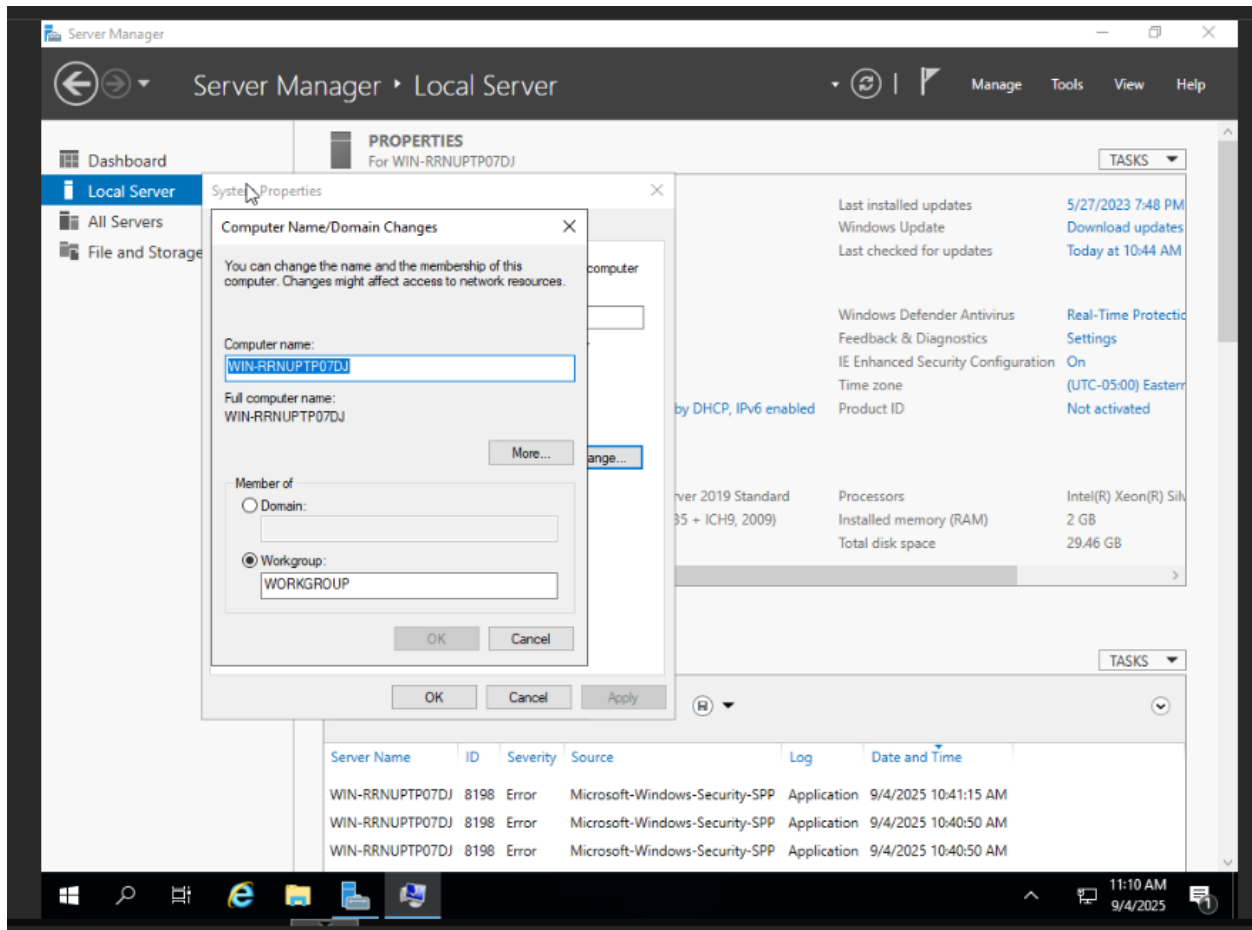 Server Manager
Server Manager • Local Server
Manage Tools View Help
Dashboard
Local Server
All Servers
File and Storage
PROPERTIES
For WIN-RRNUPTP07DJ
TASKS
System Properties
Computer Name/Domain Changes
You can change the name and the membership of this
computer. Changes might affect access to network resources.
Computer name:
WIN-RRNUPTP07DJ
Full computer name:
WIN-RRNUPTP07DJ
More...
Member of
Domain:
Workgroup:
WORKGROUP
OK Cancel
computer
ange...
OK Cancel Apply
by DHCP, IPv6 enabled
ver 2019 Standard
35 + ICH9, 2009)
Last installed updates 5/27/2023 7:48 PM
Windows Update Download updates
Last checked for updates Today at 10:44 AM
Windows Defender Antivirus Real-Time Protectio
Feedback & Diagnostics Settings
IE Enhanced Security Configuration On
Time zone (UTC-05:00) Eastern
Product ID Not activated
Processors Intel(R) Xeon(R) Silv
Installed memory (RAM) 2 GB
Total disk space 29.46 GB
TASKS
Server Name ID Severity Source Log Date and Time
WIN-RRNUPTP07DJ 8198 Error Microsoft-Windows-Security-SPP Application 9/4/2025 10:41:15 AM
WIN-RRNUPTP07DJ 8198 Error Microsoft-Windows-Security-SPP Application 9/4/2025 10:40:50 AM
WIN-RRNUPTP07DJ 8198 Error Microsoft-Windows-Security-SPP Application 9/4/2025 10:40:50 AM
11:10 AM
9/4/2025
1